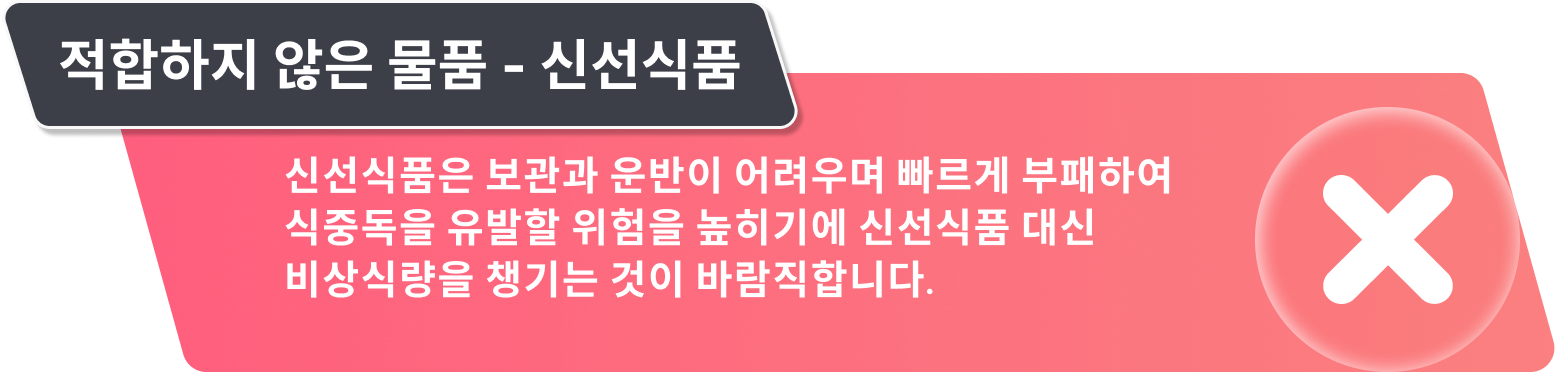 적합하지 않은 물품 - 신선식품
신선식품은 보관과 운반이 어려우며 빠르게 부패하여
식중독을 유발할 위험을 높히기에 신선식품 대신
비상식량을 챙기는 것이 바람직합니다.